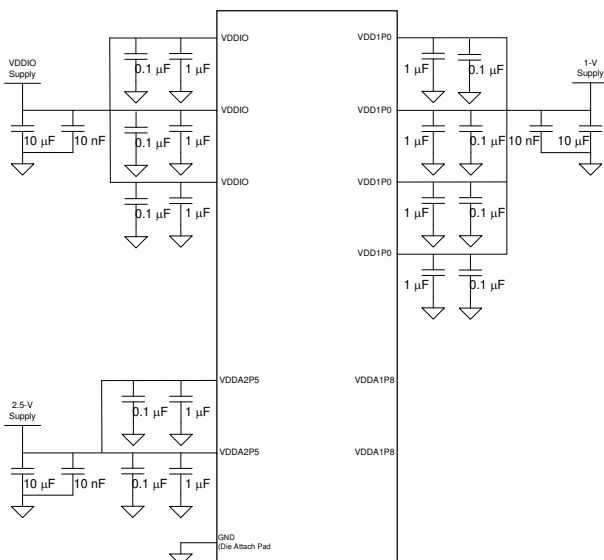 VDDIO VDD1P0
VDDIO
Supply
1-V
Supply
0.1 μF 1 μF 1 μF 0.1 μF
VDDIO VDD1P0
10 μF 10 nF 0.1 μF 1 μF 1 μF 0.1 μF 10 nF 10 μF
VDDIO VDD1P0
0.1 μF 1 μF 1 μF 0.1 μF
VDD1P0
1 μF 0.1 μF
VDDA2P5 VDDA1P8
2.5-V
Supply
0.1 μF 1 μF
VDDA2P5 VDDA1P8
10 μF 10 nF 0.1 μF 1 μF
GND
(Die Attach Pad